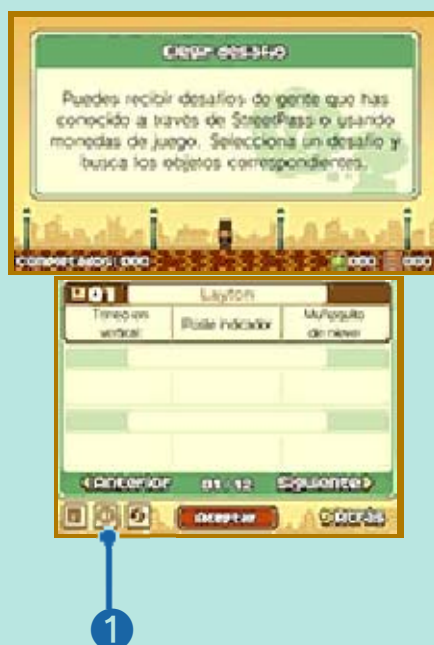 Elegir desafío
Puedes recibir desafíos de gente que has
conocido a través de StreetPass o usando
monedas de juego. Selecciona un desafío y
busca los objetos correspondientes.
COMPLETADOS: 000
000
000
01
Layton
Trineo en
vertical
Poste indicador
Muñequito
de nieve
Anterior
01/12
Siguiente
Aceptar
Atrás
1